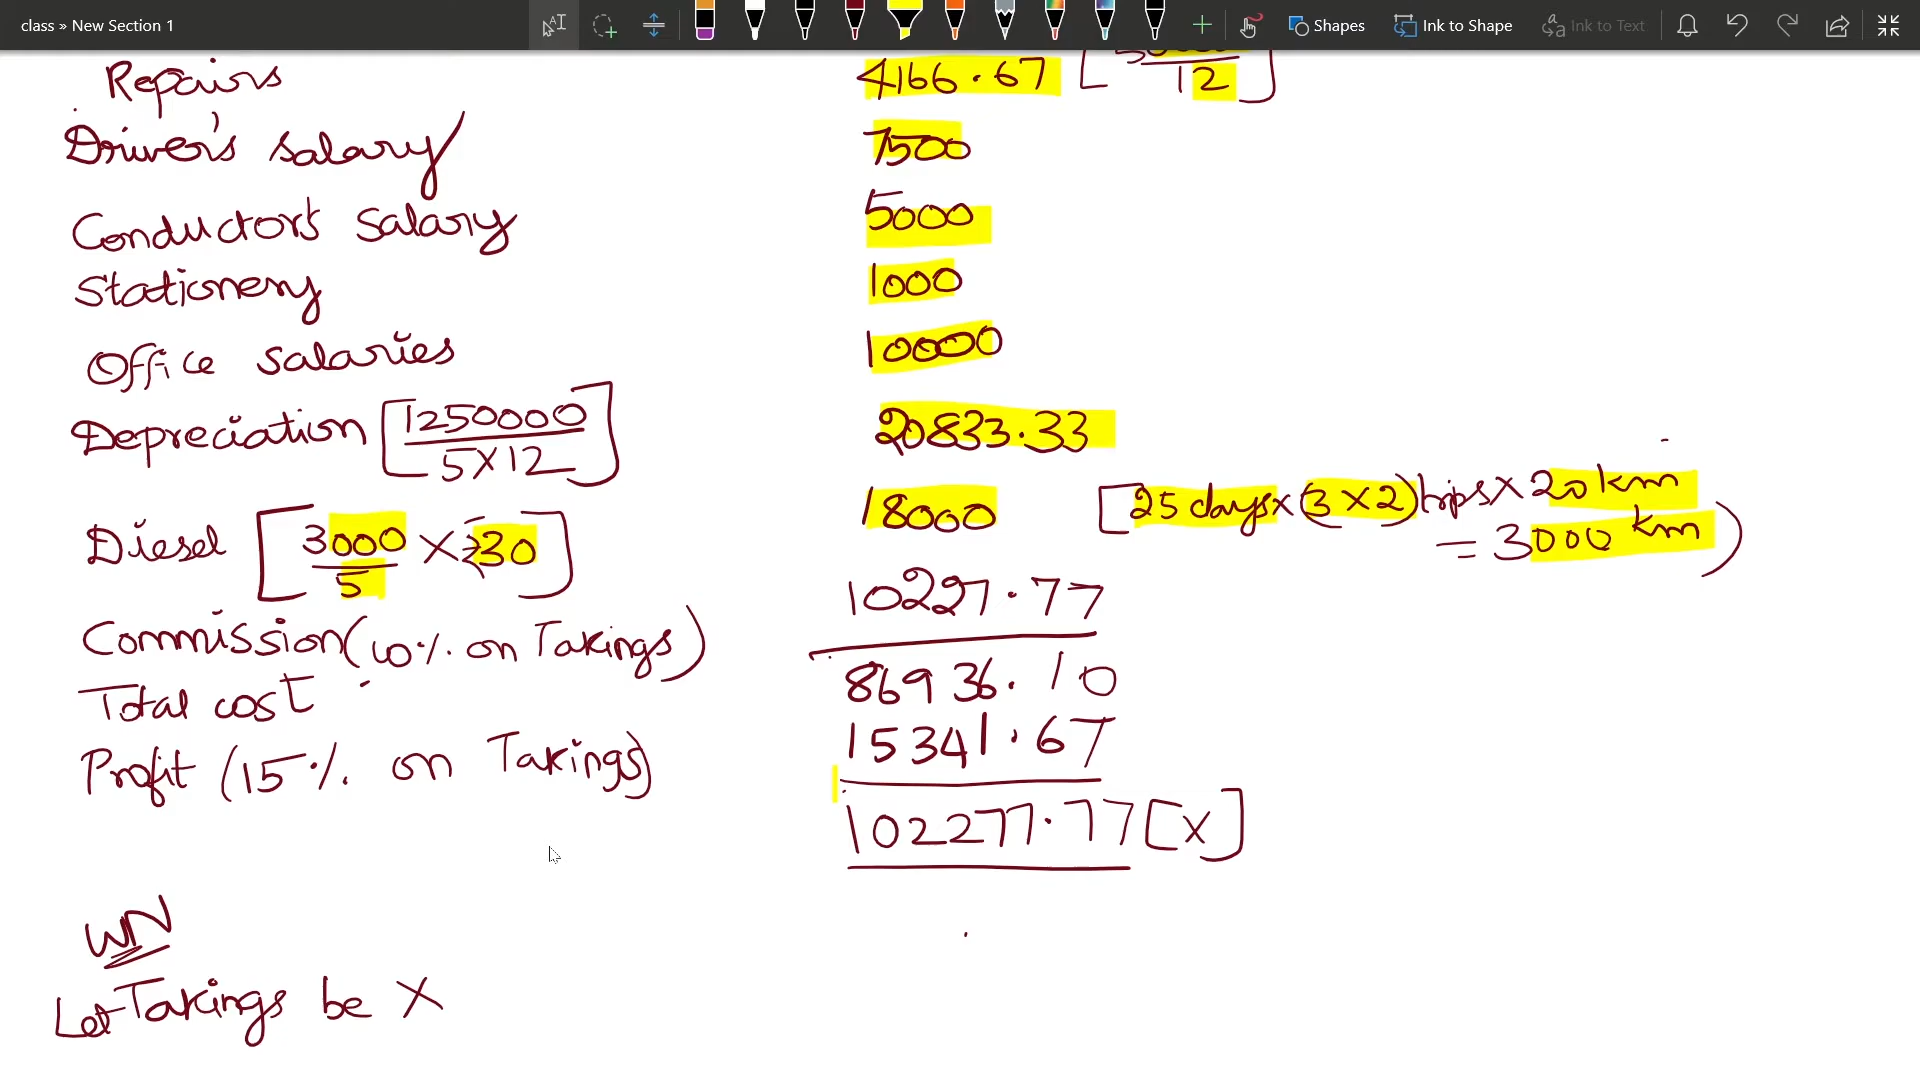 class » New Section 1
Shapes
Ink to Shape
Ink to Text
Repairs 4166.67 [ 12 ]
Driver's salary 7500
Conductor's Salary 5000
Stationery 1000
Office salaries 10000
Depreciation [1250000 / 5X12] 20833.33
Diesel [3000 / 5 X 30] 18000 [25 days x (3 X 2) trips X 20 km
= 3000 km)
Commission (10% on Takings) 10227.77
Total cost 86936.10
Profit (15% on Takings) 15341.67
102277.77 [X]
WN
Let Takings be X